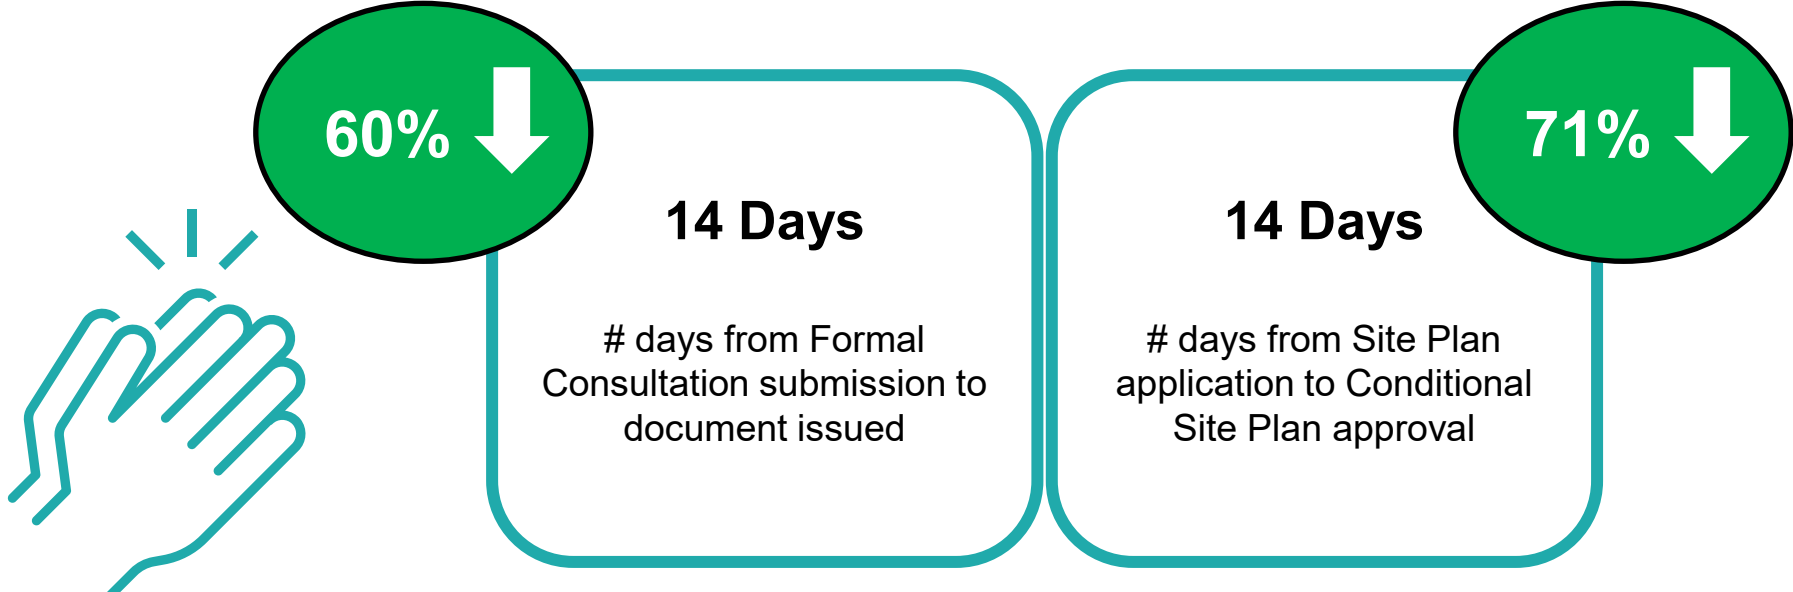 60%
14 Days
# days from Formal
Consultation submission to
document issued
71%
14 Days
# days from Site Plan
application to Conditional
Site Plan approval